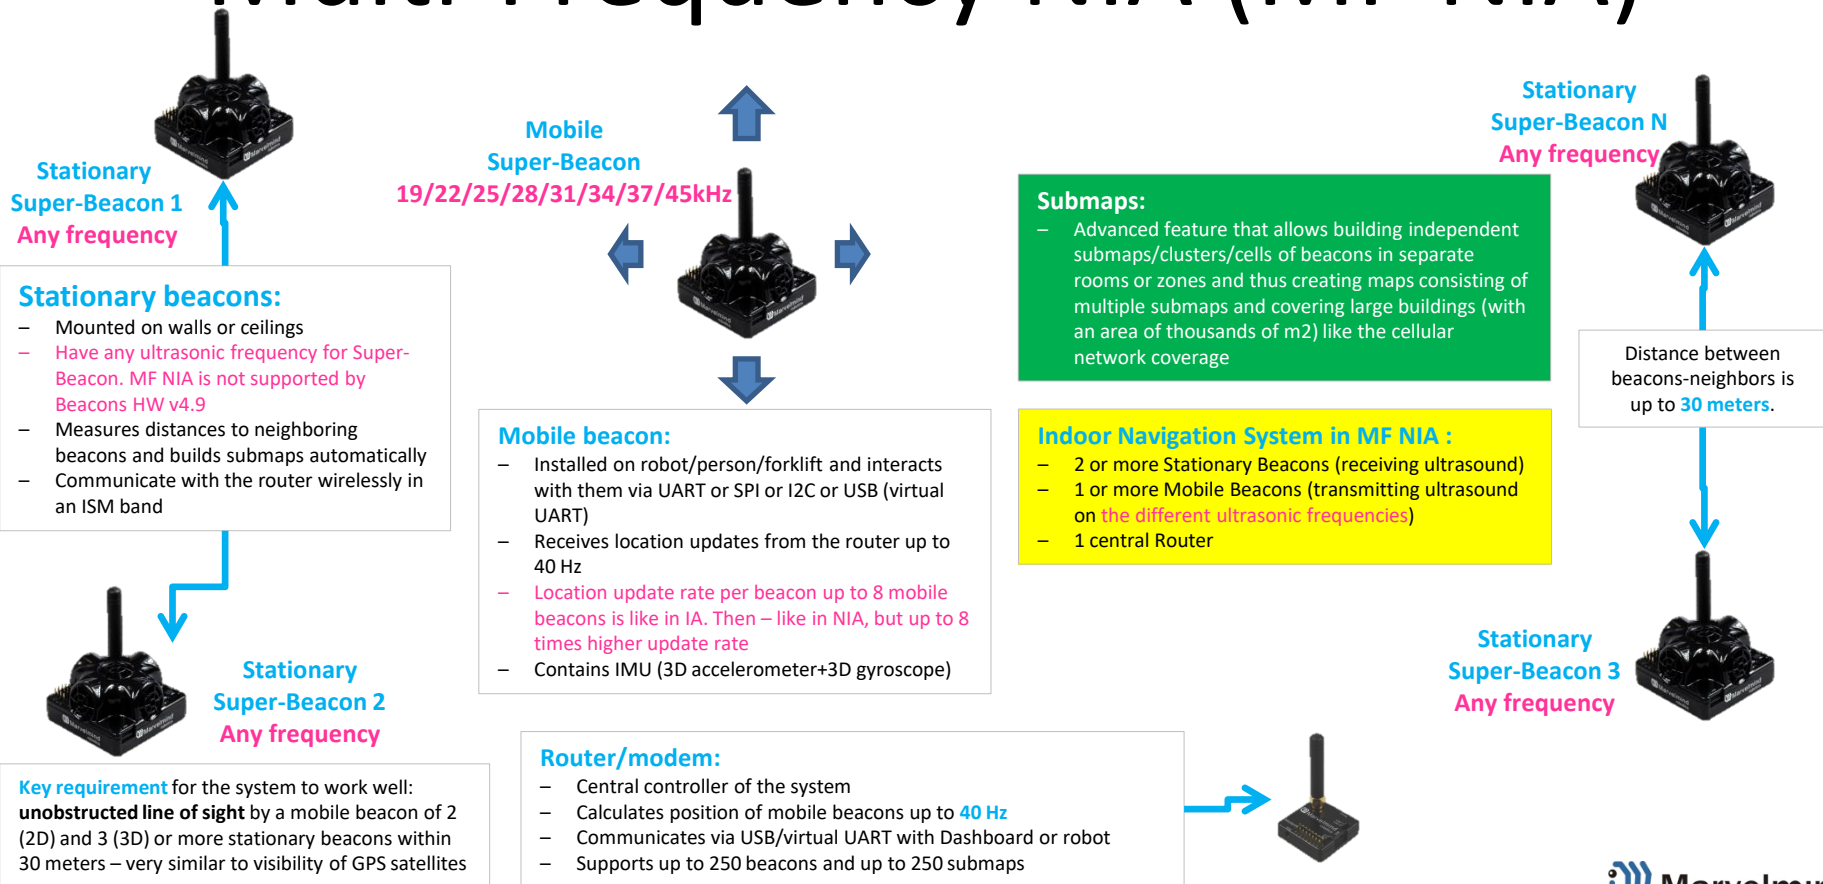 Multi-Frequency NIA (MF NIA)
Stationary
Super-Beacon 1
Any frequency
Mobile
Super-Beacon
19/22/25/28/31/34/37/45kHz
Stationary
Super-Beacon N
Any frequency
Stationary beacons:
– Mounted on walls or ceilings
– Have any ultrasonic frequency for Super-
Beacon. MF NIA is not supported by
Beacons HW v4.9
– Measures distances to neighboring
beacons and builds submaps automatically
– Communicate with the router wirelessly in
an ISM band
Submaps:
– Advanced feature that allows building independent
submaps/clusters/cells of beacons in separate
rooms or zones and thus creating maps consisting of
multiple submaps and covering large buildings (with
an area of thousands of m2) like the cellular
network coverage
Distance between
beacons-neighbors is
up to 30 meters.
Mobile beacon:
– Installed on robot/person/forklift and interacts
with them via UART or SPI or I2C or USB (virtual
UART)
– Receives location updates from the router up to
40 Hz
– Location update rate per beacon up to 8 mobile
beacons is like in IA. Then – like in NIA, but up to 8
times higher update rate
– Contains IMU (3D accelerometer+3D gyroscope)
Indoor Navigation System in MF NIA :
– 2 or more Stationary Beacons (receiving ultrasound)
– 1 or more Mobile Beacons (transmitting ultrasound
on the different ultrasonic frequencies)
– 1 central Router
Stationary
Super-Beacon 2
Any frequency
Stationary
Super-Beacon 3
Any frequency
Key requirement for the system to work well:
unobstructed line of sight by a mobile beacon of 2
(2D) and 3 (3D) or more stationary beacons within
30 meters – very similar to visibility of GPS satellites
Router/modem:
– Central controller of the system
– Calculates position of mobile beacons up to 40 Hz
– Communicates via USB/virtual UART with Dashboard or robot
– Supports up to 250 beacons and up to 250 submaps